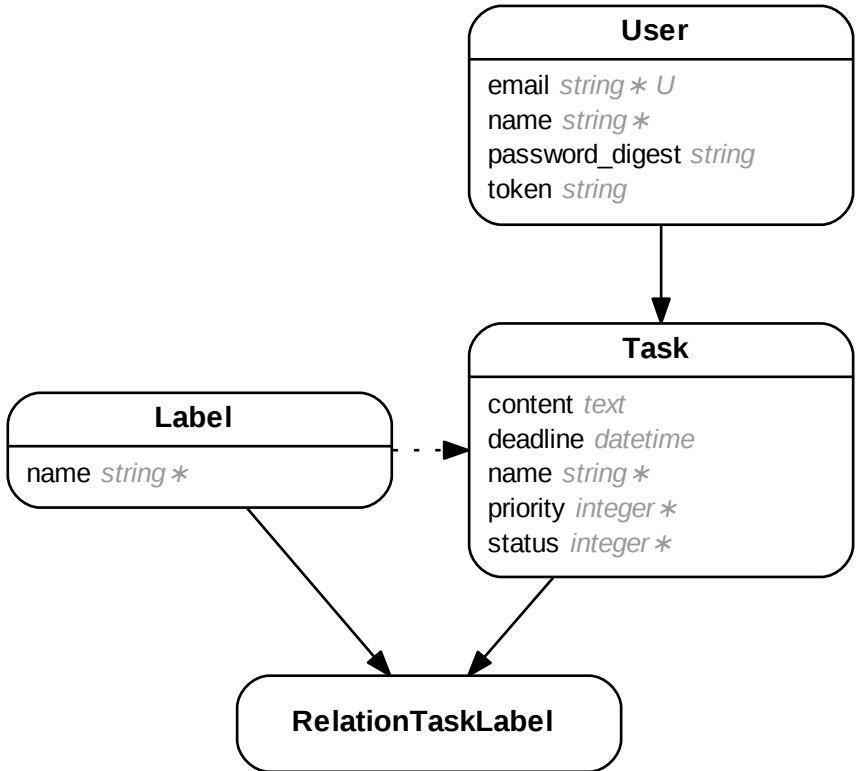 User
email string∗ U
name string∗
password_digest string
token string
Task
content text
deadline datetime
name string∗
priority integer∗
status integer∗
Label
name string∗
RelationTaskLabel